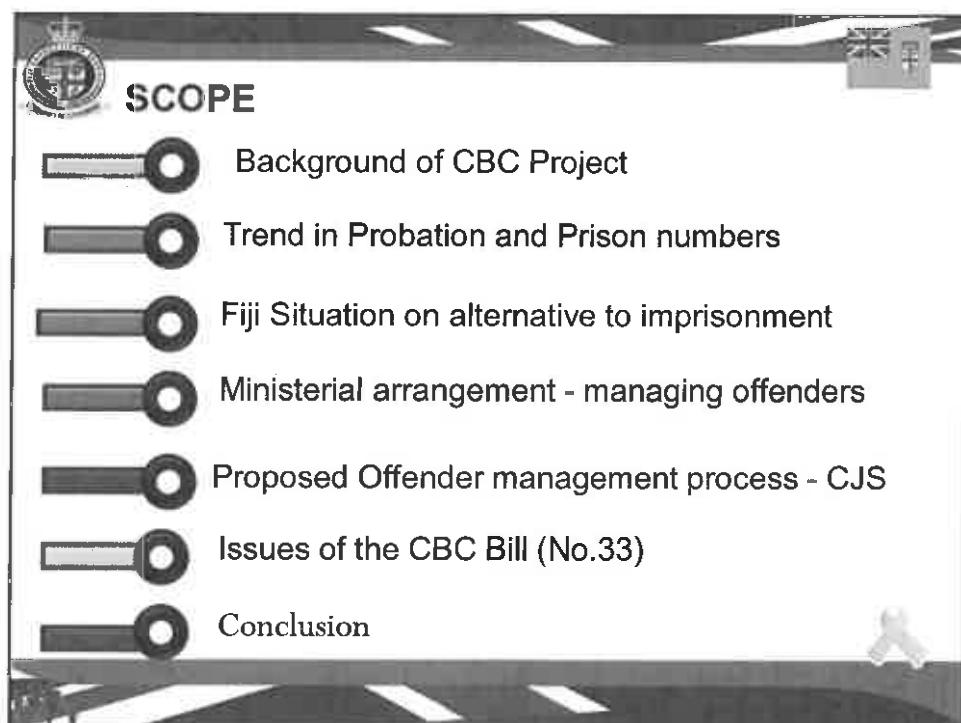 SCOPE
Background of CBC Project
Trend in Probation and Prison numbers
Fiji Situation on alternative to imprisonment
Ministerial arrangement - managing offenders
Proposed Offender management process - CJS
Issues of the CBC Bill (No.33)
Conclusion